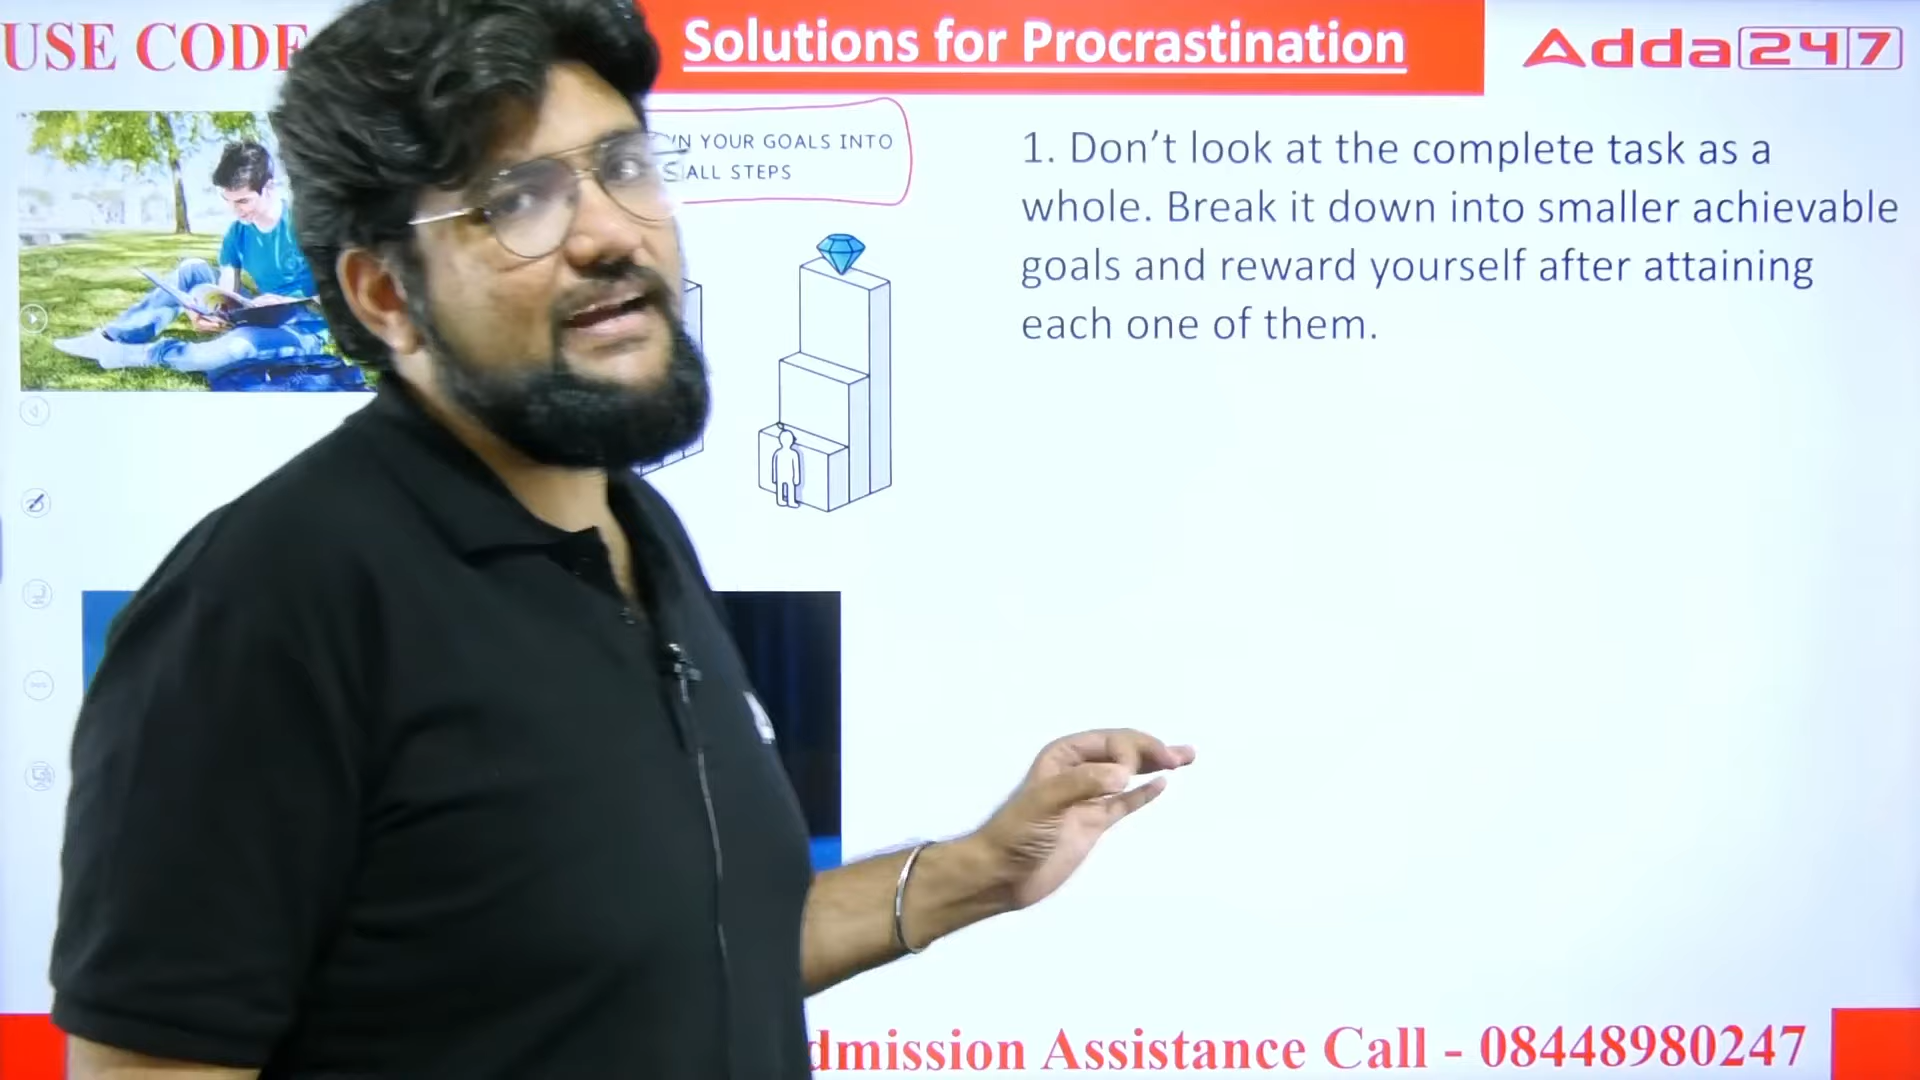 USE CODE
Solutions for Procrastination
Adda247
YOUR GOALS INTO
STEPS
1. Don’t look at the complete task as a
whole. Break it down into smaller achievable
goals and reward yourself after attaining
each one of them.
Assistance Call - 08448980247